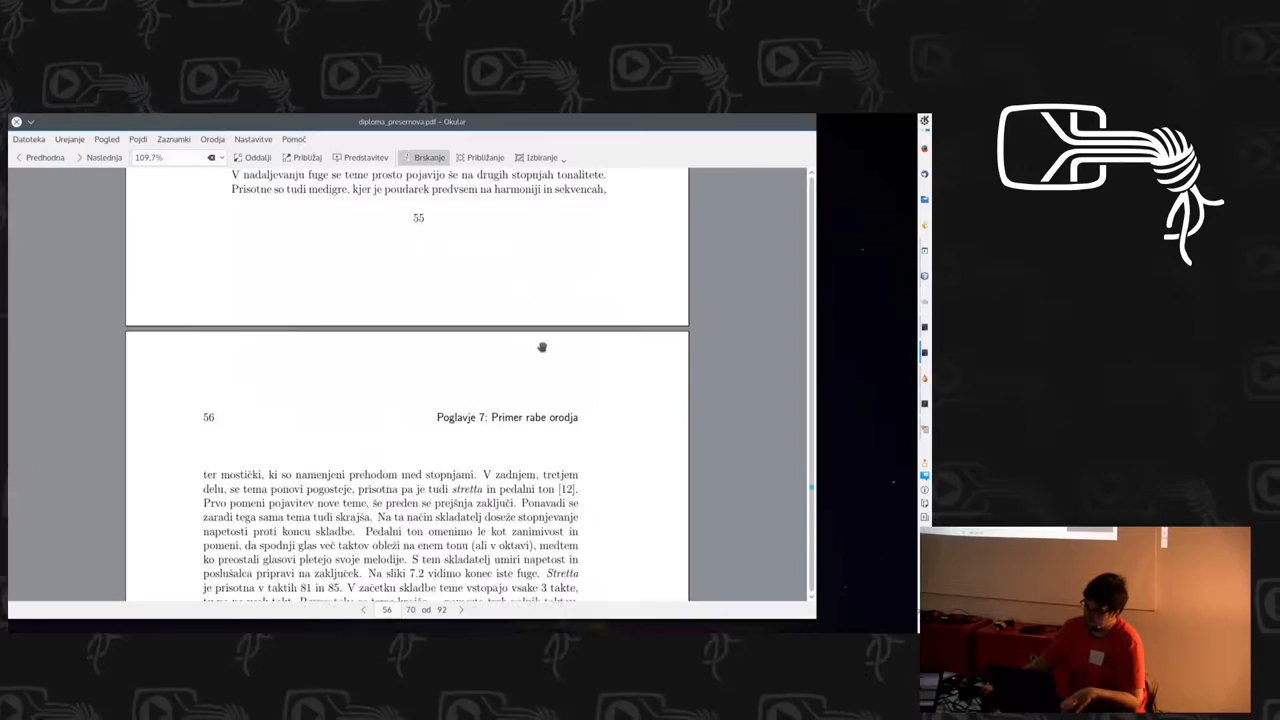 diploma_presernova.pdf – Okular
Datoteka Urejanje Pogled Pojdi Zaznamki Orodja Nastavitve Pomoč
Predhodna Naslednja 109,7% Oddalji Približaj Predstavitev Brskanje Približanje Izbiranje
V nadaljevanju fuge se teme prosto pojavijo še na drugih stopnjah tonalitete.
Prisotne so tudi medigre, kjer je poudarek predvsem na harmoniji in sekvencah,
55
56 Poglavje 7: Primer rabe orodja
ter mostički, ki so namenjeni prehodom med stopnjami. V zadnjem, tretjem
delu, se tema ponovi pogosteje, prisotna pa je tudi stretta in pedalni ton [12].
Prvo pomeni pojavitev nove teme, še preden se prejšnja zaključi. Ponavadi se
zaradi tega sama tema tudi skrajša. Na ta način skladatelj doseže stopnjevanje
napetosti proti koncu skladbe. Pedalni ton omenimo le kot zanimivost in
pomeni, da spodnji glas več taktov obleži na enem tonu (ali v oktavi), medtem
ko preostali glasovi pletejo svoje melodije. S tem skladatelj umiri napetost in
poslušalca pripravi na zaključek. Na sliki 7.2 vidimo konec iste fuge. Stretta
je prisotna v taktih 81 in 85. V začetku skladbe teme vstopajo vsake 3 takte,
56 70 od 92